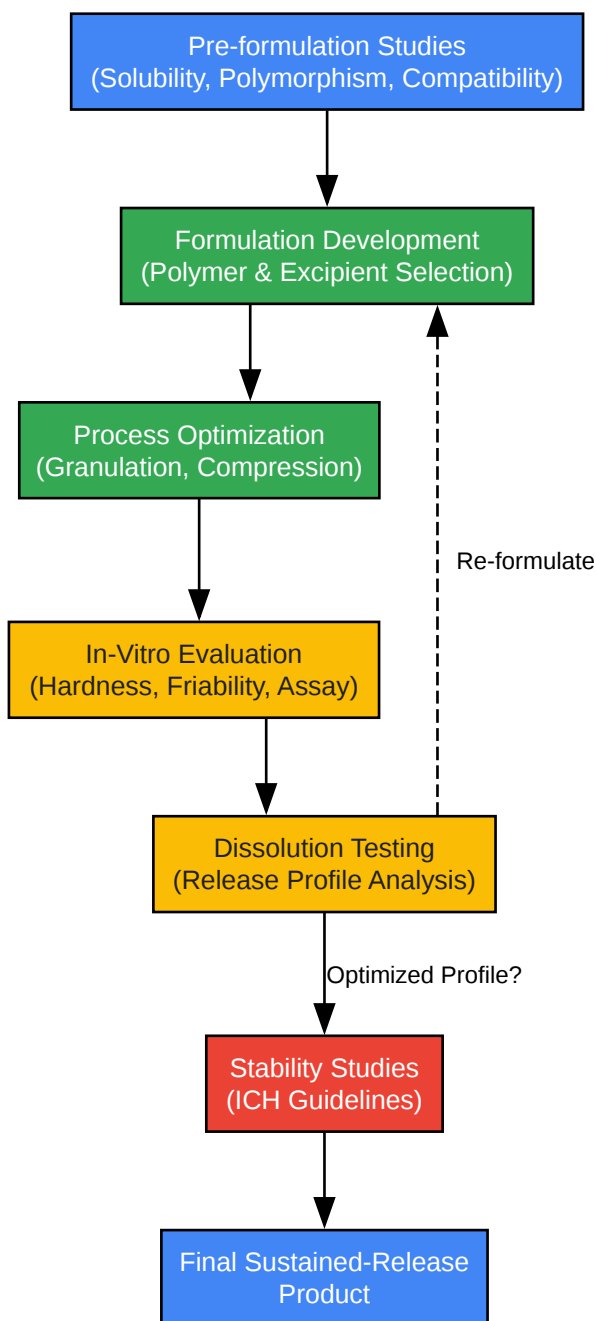 Pre-formulation Studies
(Solubility, Polymorphism, Compatibility)
Formulation Development
(Polymer & Excipient Selection)
Process Optimization
(Granulation, Compression)
Re-formulate
In-Vitro Evaluation
(Hardness, Friability, Assay)
Dissolution Testing
(Release Profile Analysis)
Optimized Profile?
Stability Studies
(ICH Guidelines)
Final Sustained-Release
Product